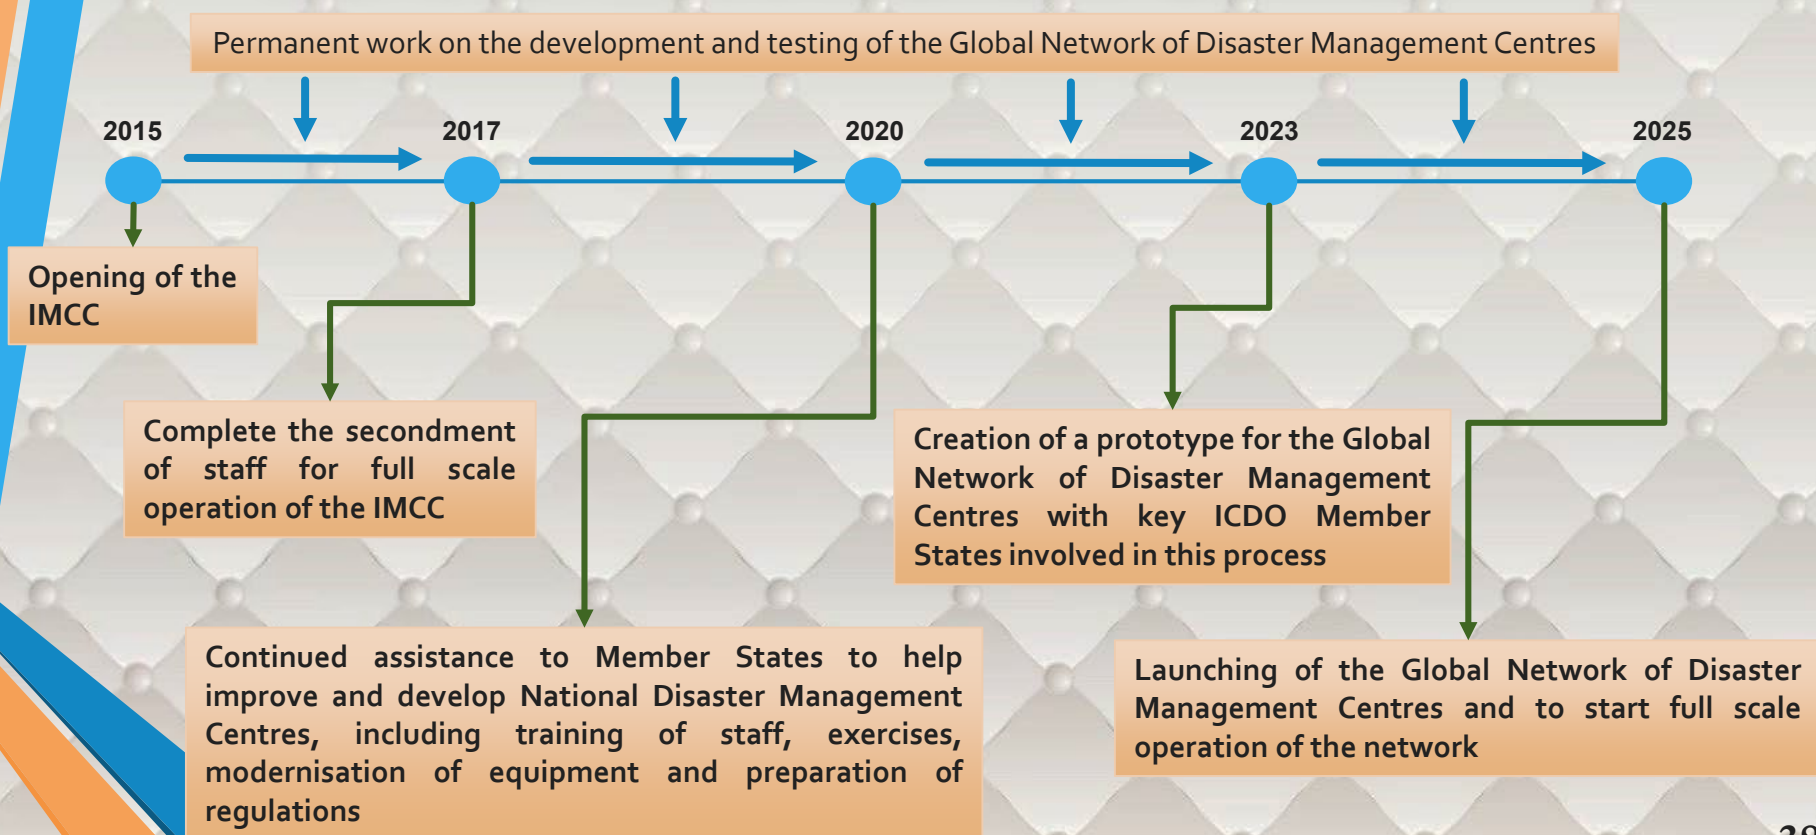 Permanent work on the development and testing of the Global Network of Disaster Management Centres
2015
2017
2020
2023
2025
Opening of the
IMCC
Complete the secondment
of staff for full scale
operation of the IMCC
Creation of a prototype for the Global
Network of Disaster Management
Centres with key ICDO Member
States involved in this process
Continued assistance to Member States to help
improve and develop National Disaster Management
Centres, including training of staff, exercises,
modernisation of equipment and preparation of
regulations
Launching of the Global Network of Disaster
Management Centres and to start full scale
operation of the network